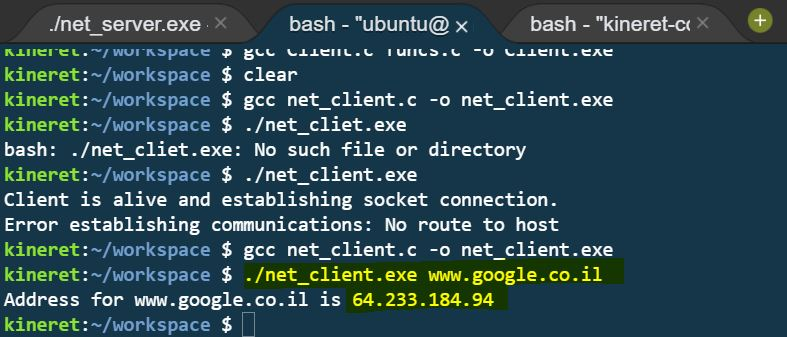 ./net_server.exe -
bash - "ubuntu@ ×
bash - "kineret-co
kineret:~/workspace $ gcc Client.c funcs.c -o Client.exe
kineret:~/workspace $ clear
kineret:~/workspace $ gcc net_client.c -o net_client.exe
kineret:~/workspace $ ./net_cliet.exe
bash: ./net_cliet.exe: No such file or directory
kineret:~/workspace $ ./net_client.exe
Client is alive and establishing socket connection.
Error establishing communications: No route to host
kineret:~/workspace $ gcc net_client.c -o net_client.exe
kineret:~/workspace $ ./net_client.exe www.google.co.il
Address for www.google.co.il is 64.233.184.94
kineret:~/workspace $